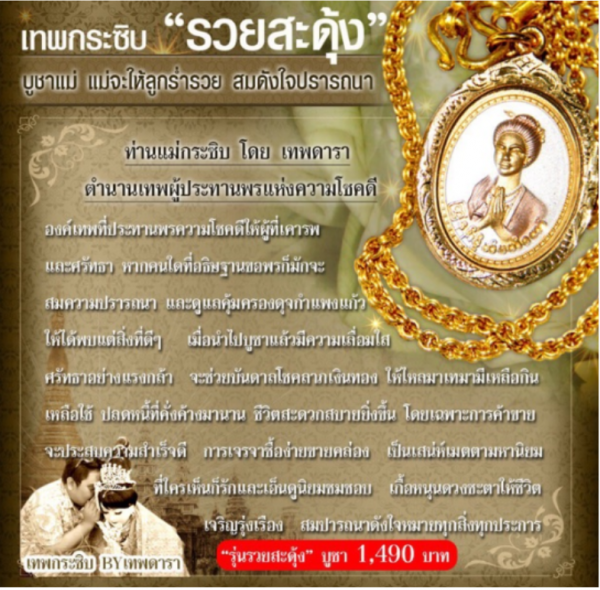 เทพกระซิบ “รวยสะดุ้ง”
บูชาแม่ แม่จะให้ลูกร่ำรวย สมดังใจปรารถนา
ท่านแม่กระซิบ โดย เทพดารา
ตำนานเทพผู้ประทานพรแห่งความโชคดี
องค์เทพที่ประทานพรความโชคดีให้ผู้ที่เคารพ
และศรัทธา หากคนใดที่อธิษฐานขอพรก็มักจะ
สมความปรารถนา และดูแลคุ้มครองดุจกำแพงแก้ว
ให้ได้พบแต่สิ่งที่ดีๆ เมื่อนำไปบูชาแล้วมีความเลื่อมใส
ศรัทธาอย่างแรงกล้า จะช่วยบันดาลโชคลาภเงินทอง ให้ไหลมาเทมามีเหลือกิน
เหลือใช้ ปลดหนี้ที่คั่งค้างมานาน ชีวิตสะดวกสบายยิ่งขึ้น โดยเฉพาะการค้าขาย
จะประสบความสำเร็จดี การเจรจาซื้อง่ายขายคล่อง เป็นเสน่ห์เมตตามหานิยม
ที่ใครเห็นก็รักและเอ็นดูนิยมชมชอบ เกื้อหนุนดวงชะตาให้ชีวิต
เจริญรุ่งเรือง สมปารถนาดังใจหมายทุกสิ่งทุกประการ
เทพกระซิบ BYเทพดารา
“รุ่นรวยสะดุ้ง” บูชา 1,490 บาท